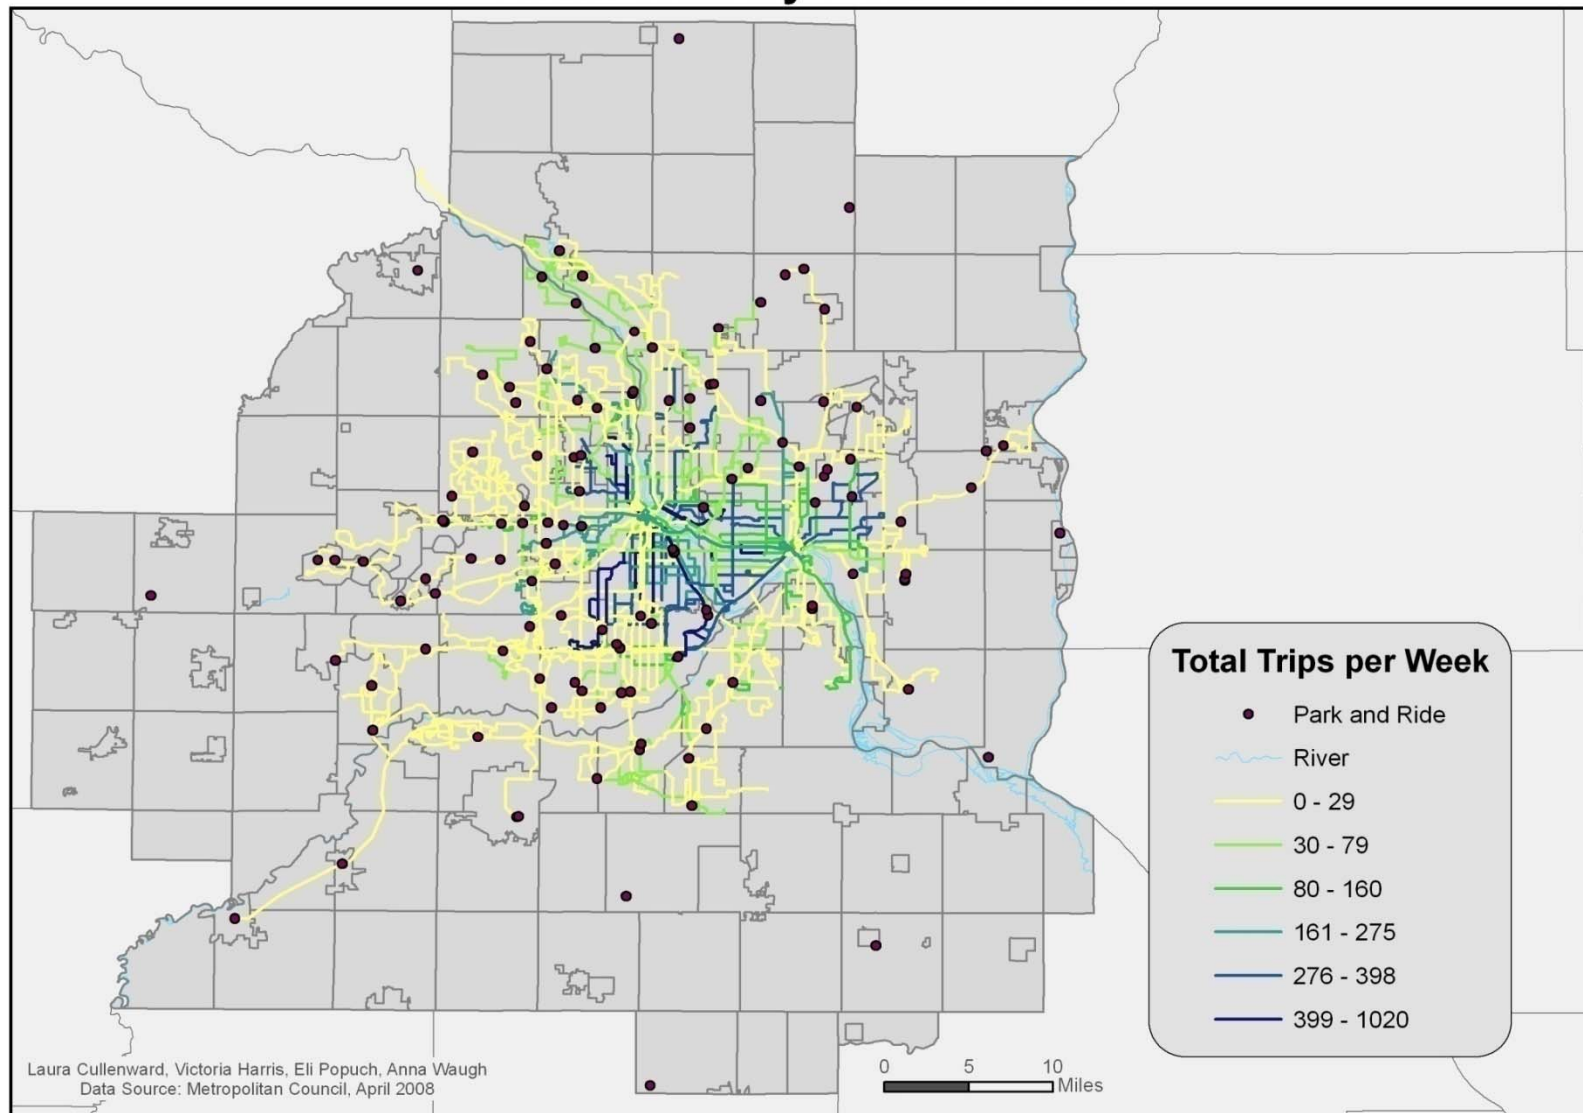 Total Trips per Week
Park and Ride
River
0 - 29
30 - 79
80 - 160
161 - 275
276 - 398
399 - 1020
Laura Cullenward, Victoria Harris, Eli Popuch, Anna Waugh
Data Source: Metropolitan Council, April 2008
0 5 10
Miles